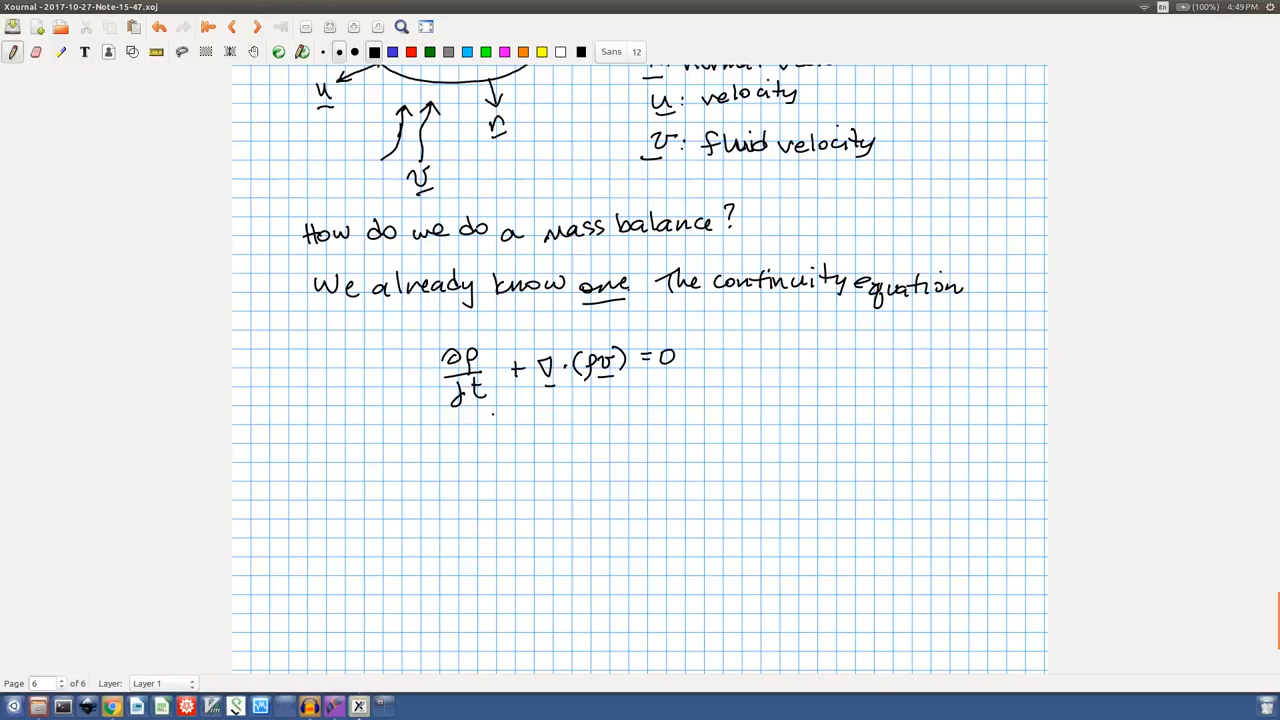 Xournal - 2017-10-27-Note-15-47.xoj
En (100%) 4:49 PM
Sans 12
u
n
v
u: velocity
v: fluid velocity
How do we do a mass balance?
We already know one The continuity equation
∂ρ/∂t + ∇·(ρv) = 0
Page 6 of 6 Layer: Layer 1